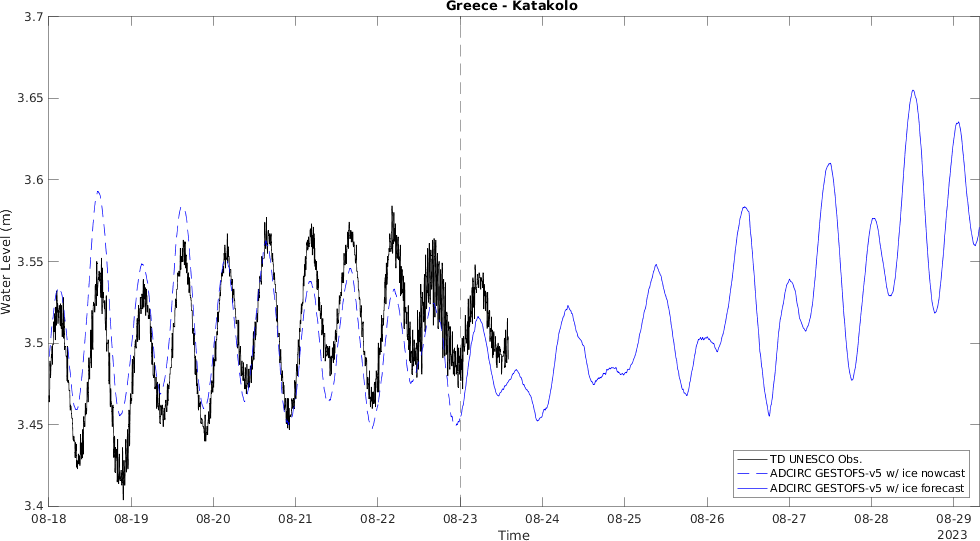 Greece - Katakolo
3.7
3.65
3.6
3.55
3.5
3.45
3.4
Water Level (m)
TD UNESCO Obs.
ADCIRC GESTOFS-v5 w/ ice nowcast
ADCIRC GESTOFS-v5 w/ ice forecast
08-18 08-19 08-20 08-21 08-22 08-23 08-24 08-25 08-26 08-27 08-28 08-29
Time 2023